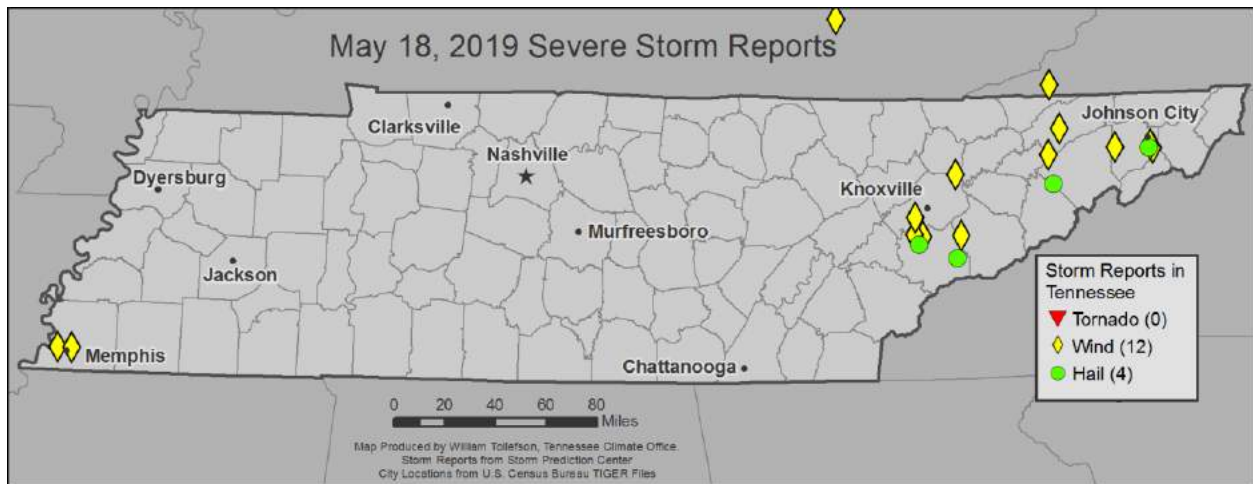 May 18, 2019 Severe Storm Reports
Clarksville
Johnson City
Nashville
Dyersburg
Knoxville
Murfreesboro
Jackson
Memphis
Chattanooga
Storm Reports in
Tennessee
Tornado (0)
Wind (12)
Hail (4)
0 20 40 60 80
Miles
Map Produced by William Tollefson, Tennessee Climate Office.
Storm Reports from Storm Prediction Center
City Locations from U.S. Census Bureau TIGER Files